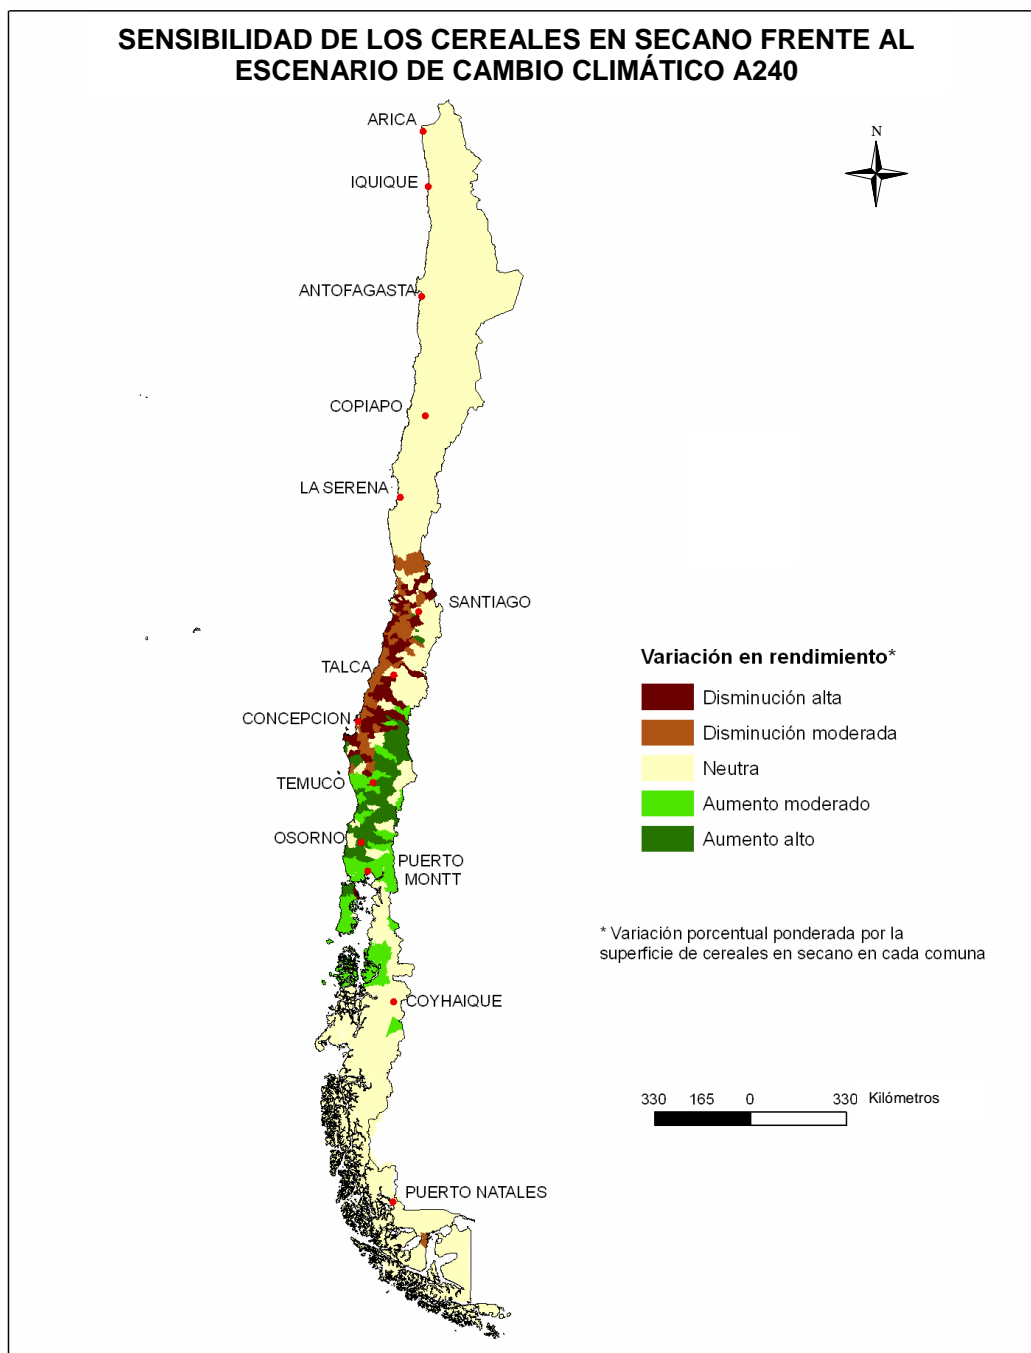 SENSIBILIDAD DE LOS CEREALES EN SECANO FRENTE AL
ESCENARIO DE CAMBIO CLIMÁTICO A240
ARICA
N
IQUIQUE
ANTOFAGASTA
COPIAPO
LA SERENA
SANTIAGO
TALCA
CONCEPCION
TEMUCO
OSORNO
PUERTO
MONTT
COYHAIQUE
PUERTO NATALES
Variación en rendimiento*
Disminución alta
Disminución moderada
Neutra
Aumento moderado
Aumento alto
* Variación porcentual ponderada por la
superficie de cereales en secano en cada comuna
330 165 0 330 Kilómetros